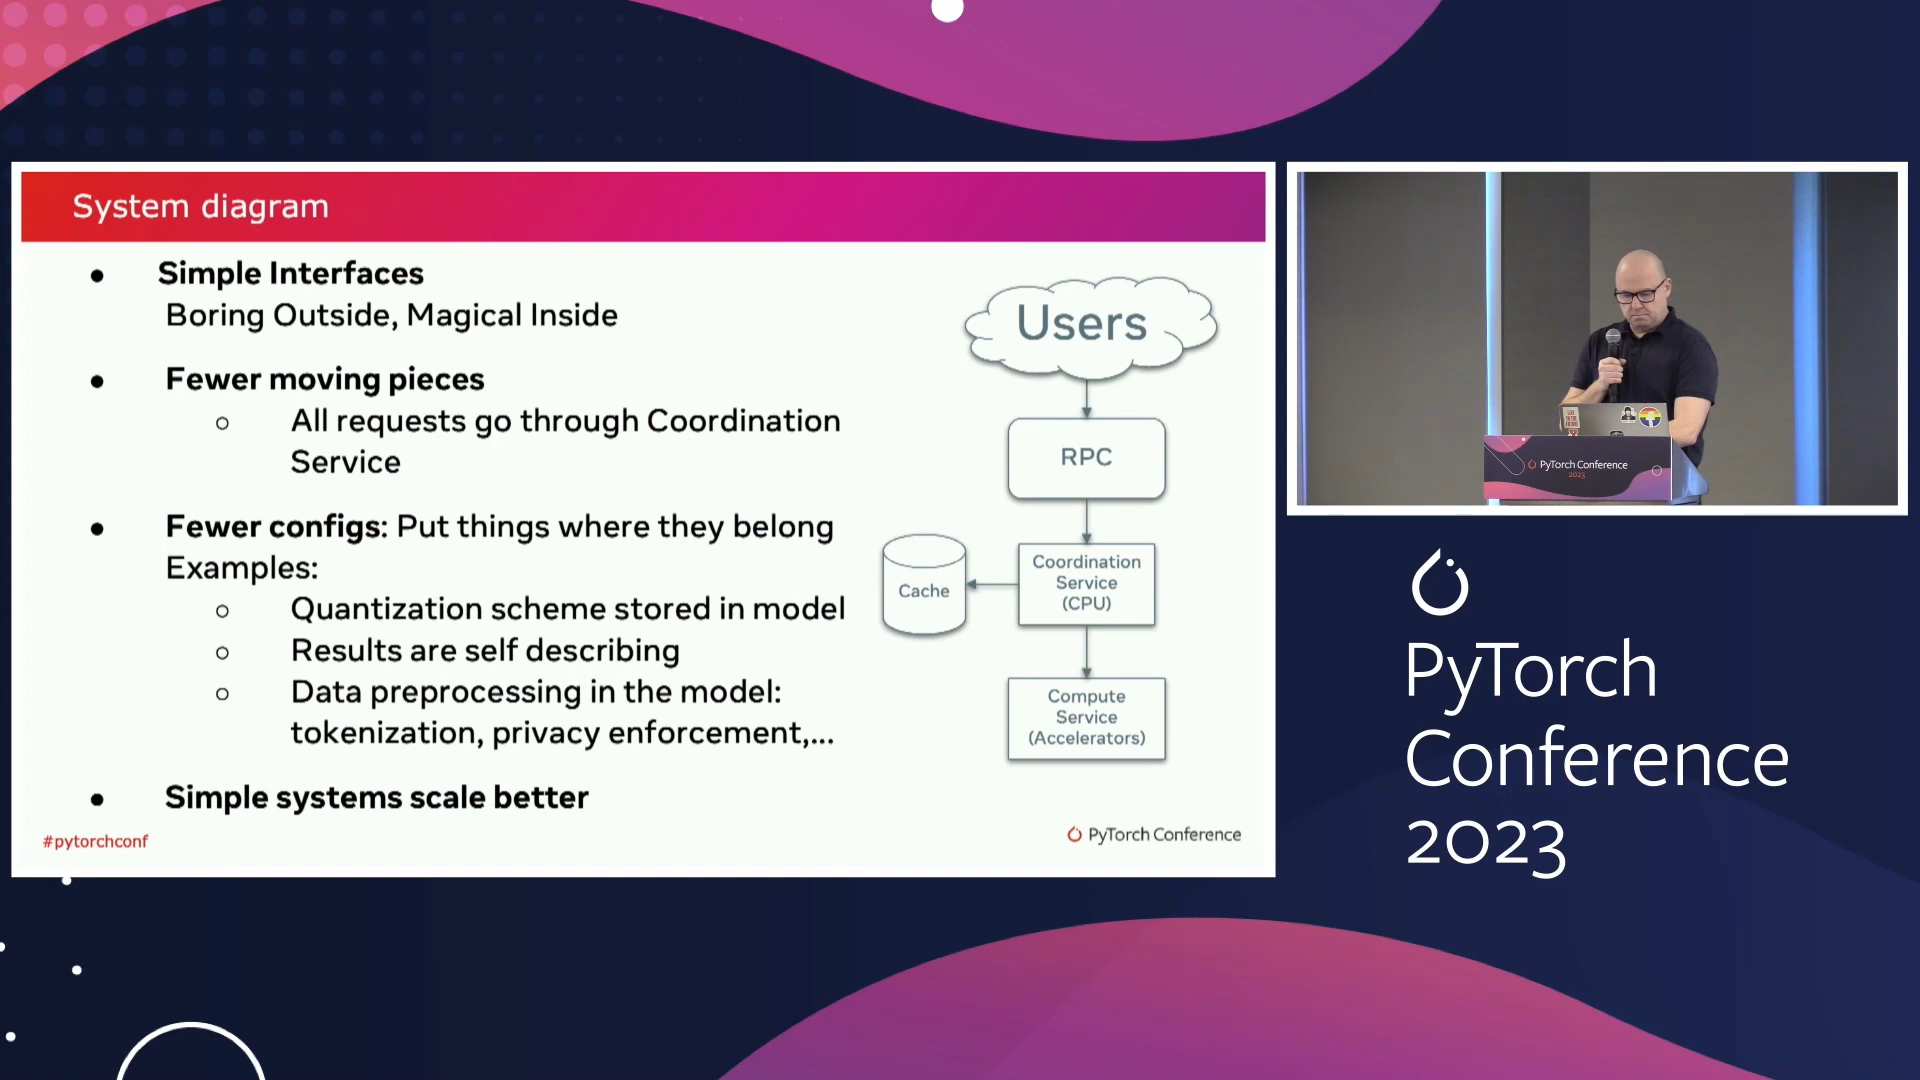 System diagram
● Simple Interfaces
Boring Outside, Magical Inside
● Fewer moving pieces
○ All requests go through Coordination
Service
● Fewer configs: Put things where they belong
Examples:
○ Quantization scheme stored in model
○ Results are self describing
○ Data preprocessing in the model:
tokenization, privacy enforcement,...
● Simple systems scale better
#pytorchconf
Users
RPC
Coordination
Service
(CPU)
Cache
Compute
Service
(Accelerators)
PyTorch Conference
PyTorch Conference
2023
PyTorch
Conference
2023